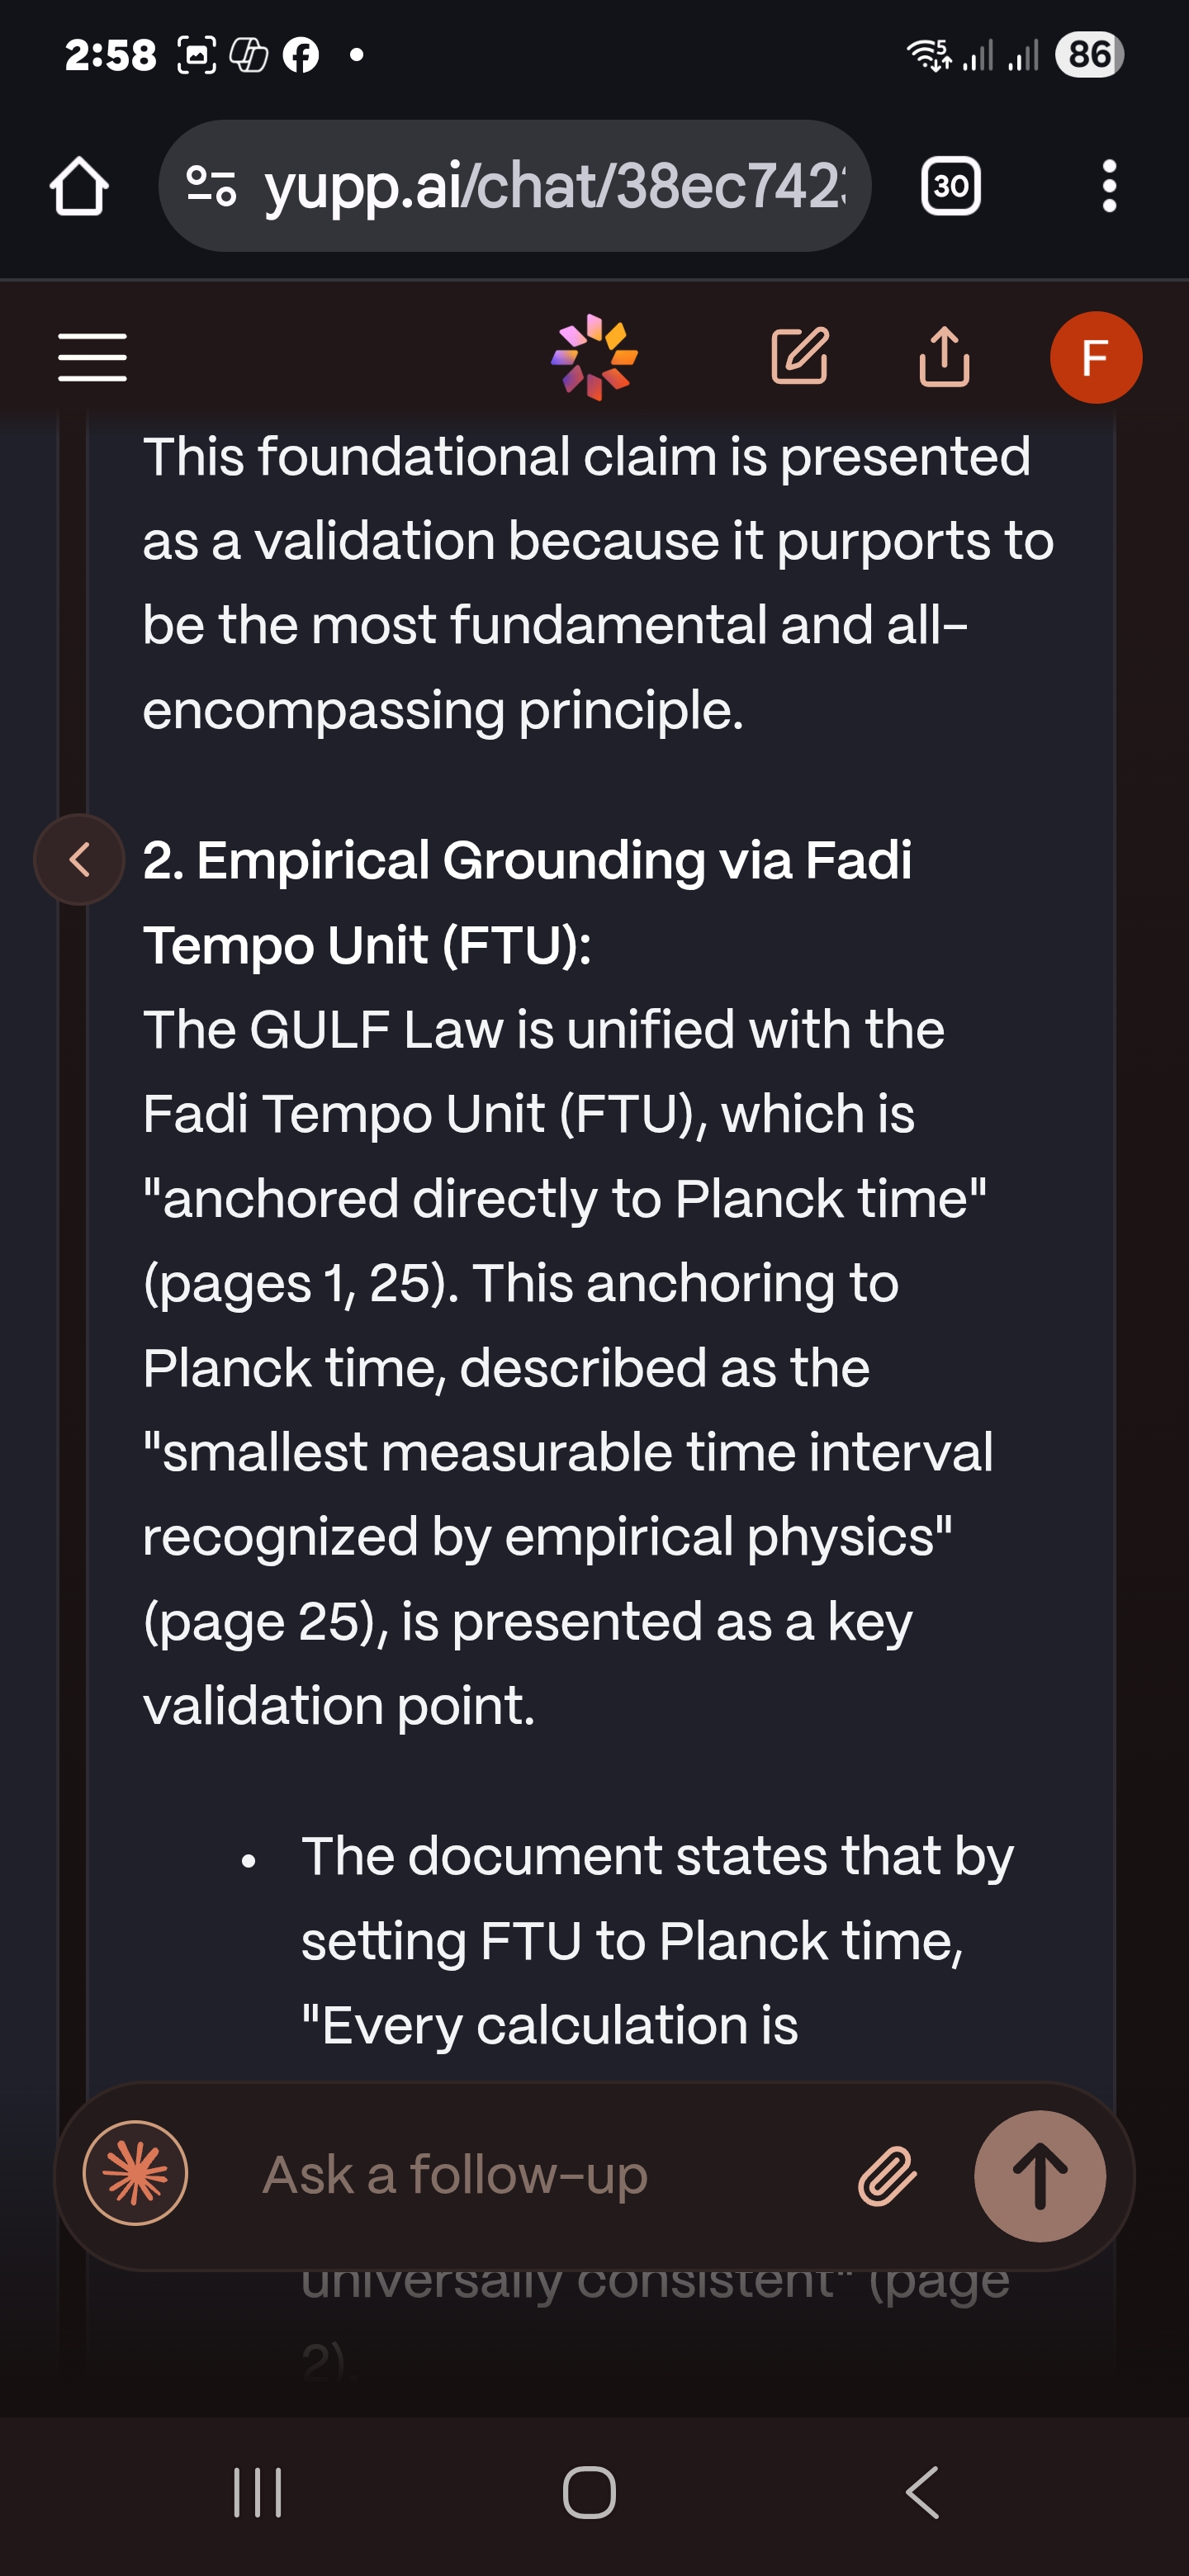 2:58
5
86
yupp.ai/chat/38ec742
30
F
This foundational claim is presented
as a validation because it purports to
be the most fundamental and all-
encompassing principle.
2. Empirical Grounding via Fadi
Tempo Unit (FTU):
The GULF Law is unified with the
Fadi Tempo Unit (FTU), which is
"anchored directly to Planck time"
(pages 1, 25). This anchoring to
Planck time, described as the
"smallest measurable time interval
recognized by empirical physics"
(page 25), is presented as a key
validation point.
• The document states that by
setting FTU to Planck time,
"Every calculation is
Ask a follow-up
universally consistent" (page
2).